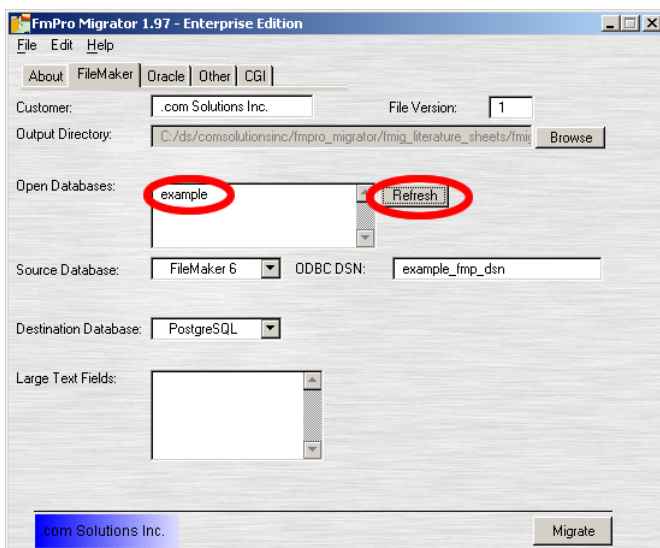 FmPro Migrator 1.97 - Enterprise Edition
File Edit Help
About FileMaker Oracle Other CGI
Customer: .com Solutions Inc. File Version: 1
Output Directory: C:/ds/comsolutionsinc/fmpro_migrator/fmig_literature_sheets/fmig Browse
Open Databases: example Refresh
Source Database: FileMaker 6 ODBC DSN: example_fmp_dsn
Destination Database: PostgreSQL
Large Text Fields:
.com Solutions Inc. Migrate